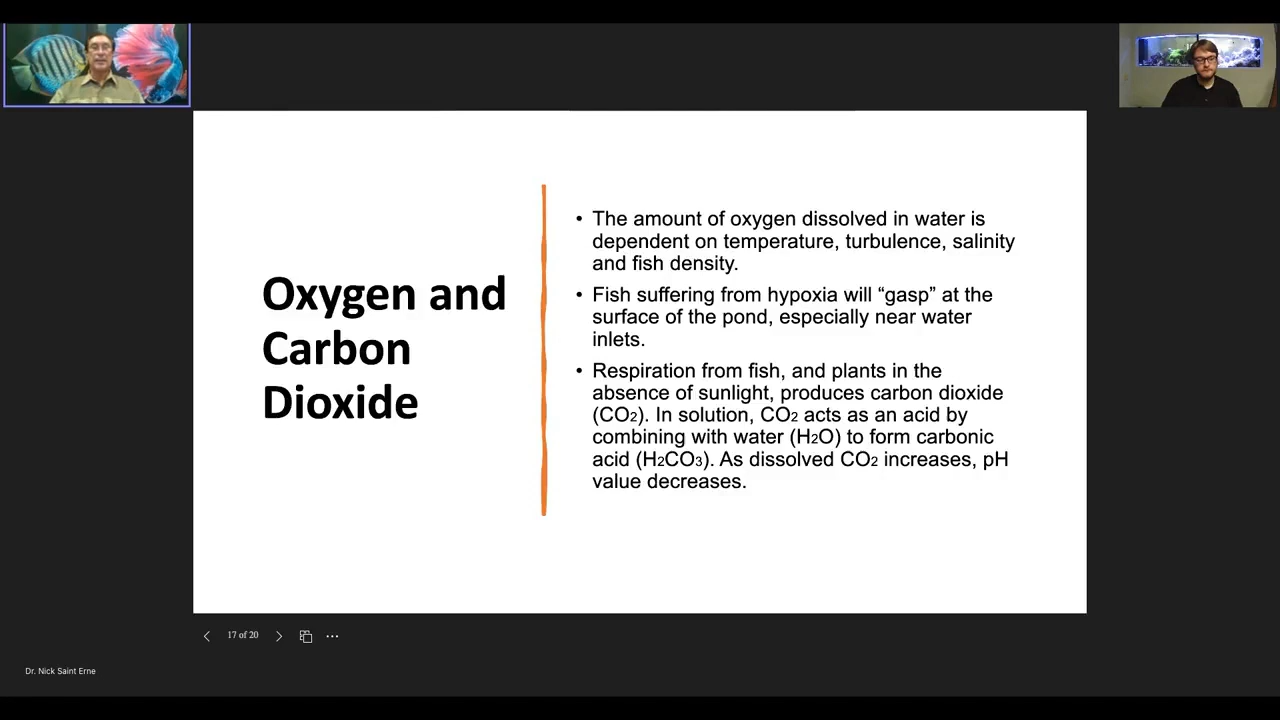 Oxygen and
Carbon
Dioxide
• The amount of oxygen dissolved in water is
dependent on temperature, turbulence, salinity
and fish density.
• Fish suffering from hypoxia will “gasp” at the
surface of the pond, especially near water
inlets.
• Respiration from fish, and plants in the
absence of sunlight, produces carbon dioxide
(CO₂). In solution, CO₂ acts as an acid by
combining with water (H₂O) to form carbonic
acid (H₂CO₃). As dissolved CO₂ increases, pH
value decreases.
17 of 20
Dr. Nick Saint Erne